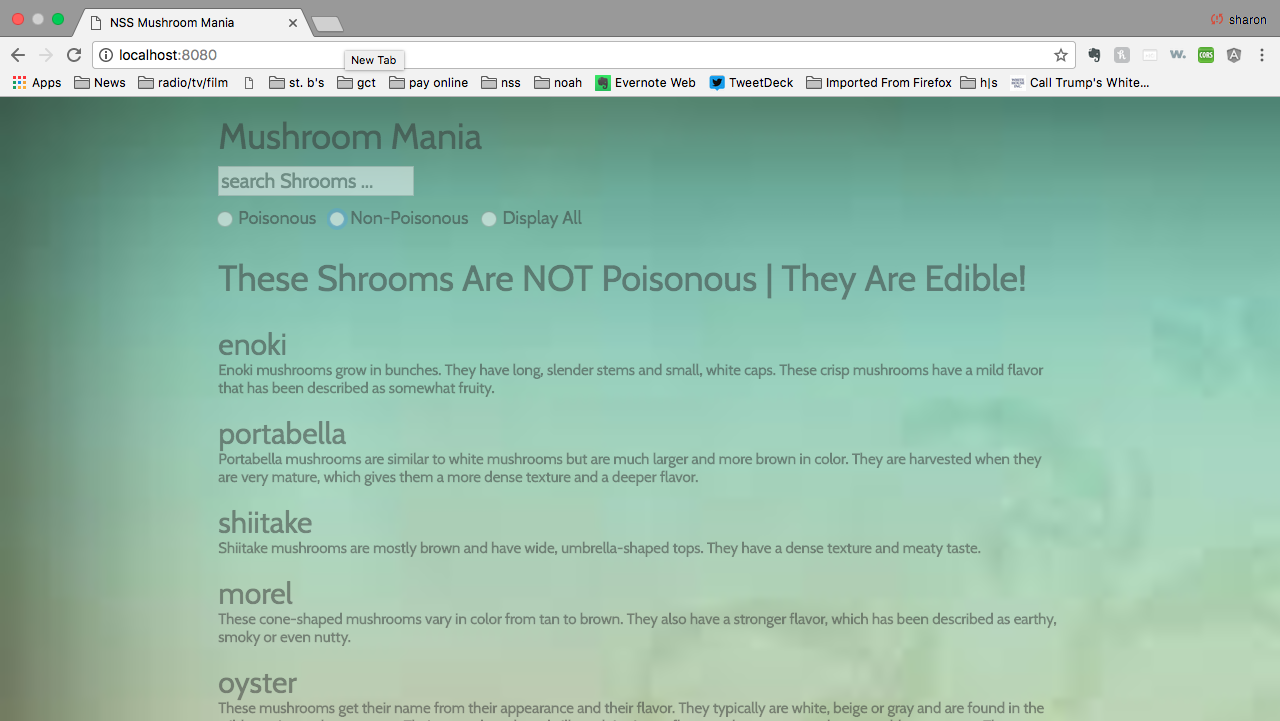 NSS Mushroom Mania
sharon
localhost:8080
New Tab
CORS
w.
Apps News radio/tv/film st. b's gct pay online nss noah Evernote Web TweetDeck Imported From Firefox h|s Call Trump's White...
Mushroom Mania
search Shrooms ...
Poisonous Non-Poisonous Display All
These Shrooms Are NOT Poisonous | They Are Edible!
enoki
Enoki mushrooms grow in bunches. They have long, slender stems and small, white caps. These crisp mushrooms have a mild flavor
that has been described as somewhat fruity.
portabella
Portabella mushrooms are similar to white mushrooms but are much larger and more brown in color. They are harvested when they
are very mature, which gives them a more dense texture and a deeper flavor.
shiitake
Shiitake mushrooms are mostly brown and have wide, umbrella-shaped tops. They have a dense texture and meaty taste.
morel
These cone-shaped mushrooms vary in color from tan to brown. They also have a stronger flavor, which has been described as earthy,
smoky or even nutty.
oyster
These mushrooms get their name from their appearance and their flavor. They typically are white, beige or gray and are found in the